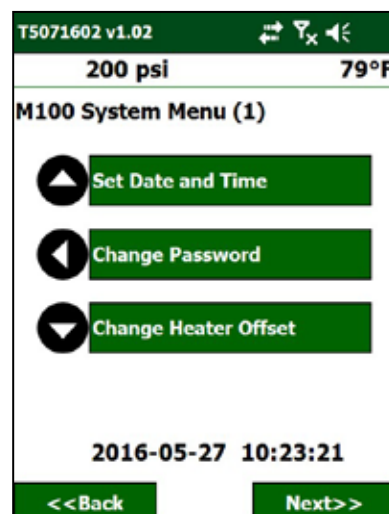 T5071602 v1.02
200 psi 79°F
M100 System Menu (1)
Set Date and Time
Change Password
Change Heater Offset
2016-05-27 10:23:21
<<Back Next>>